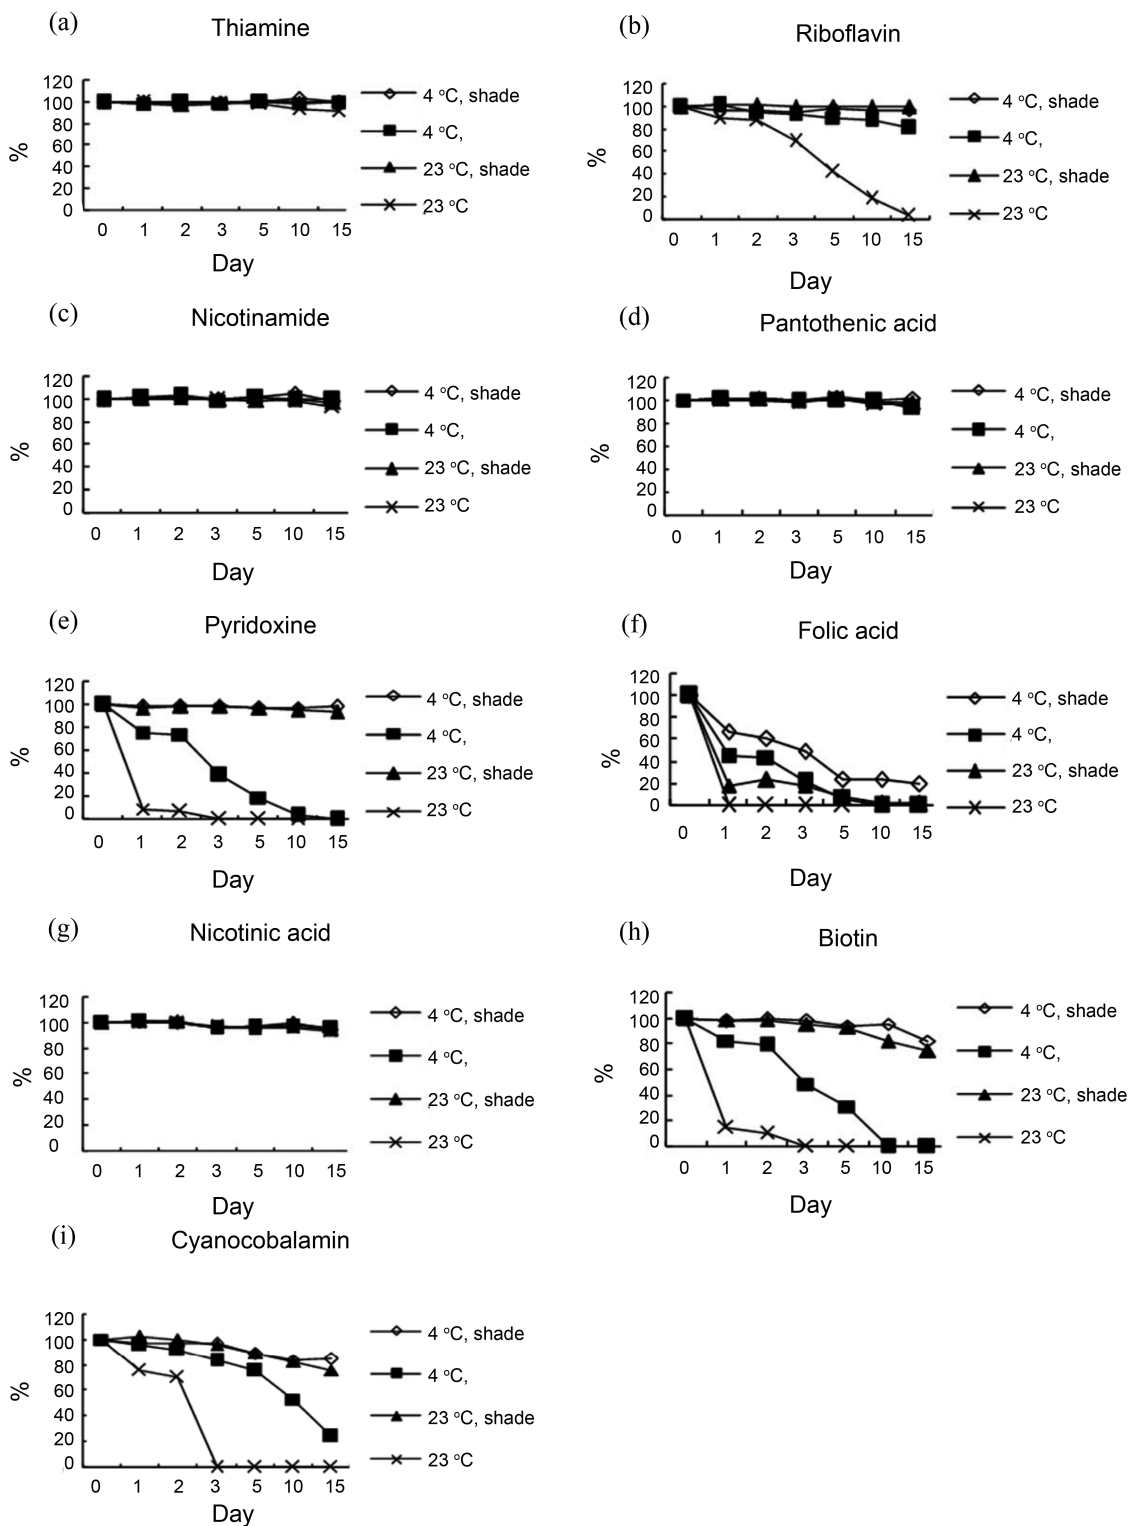 (a)
Thiamine
120
100
80
60
40
20
0
%
0 1 2 3 5 10 15
Day
4 °C, shade
4 °C,
23 °C, shade
23 °C
(b)
Riboflavin
120
100
80
60
40
20
0
%
0 1 2 3 5 10 15
Day
4 °C, shade
4 °C,
23 °C, shade
23 °C
(c)
Nicotinamide
120
100
80
60
40
20
0
%
0 1 2 3 5 10 15
Day
4 °C, shade
4 °C,
23 °C, shade
23 °C
(d)
Pantothenic acid
120
100
80
60
40
20
0
%
0 1 2 3 5 10 15
Day
4 °C, shade
4 °C,
23 °C, shade
23 °C
(e)
Pyridoxine
120
100
80
60
40
20
0
%
0 1 2 3 5 10 15
Day
4 °C, shade
4 °C,
23 °C, shade
23 °C
(f)
Folic acid
120
100
80
60
40
20
0
%
0 1 2 3 5 10 15
Day
4 °C, shade
4 °C,
23 °C, shade
23 °C
(g)
Nicotinic acid
120
100
80
60
40
20
0
%
0 1 2 3 5 10 15
Day
4 °C, shade
4 °C,
23 °C, shade
23 °C
(h)
Biotin
120
100
80
60
40
20
0
%
0 1 2 3 5 10 15
Day
4 °C, shade
4 °C,
23 °C, shade
23 °C
(i)
Cyanocobalamin
120
100
80
60
40
20
0
%
0 1 2 3 5 10 15
Day
4 °C, shade
4 °C,
23 °C, shade
23 °C